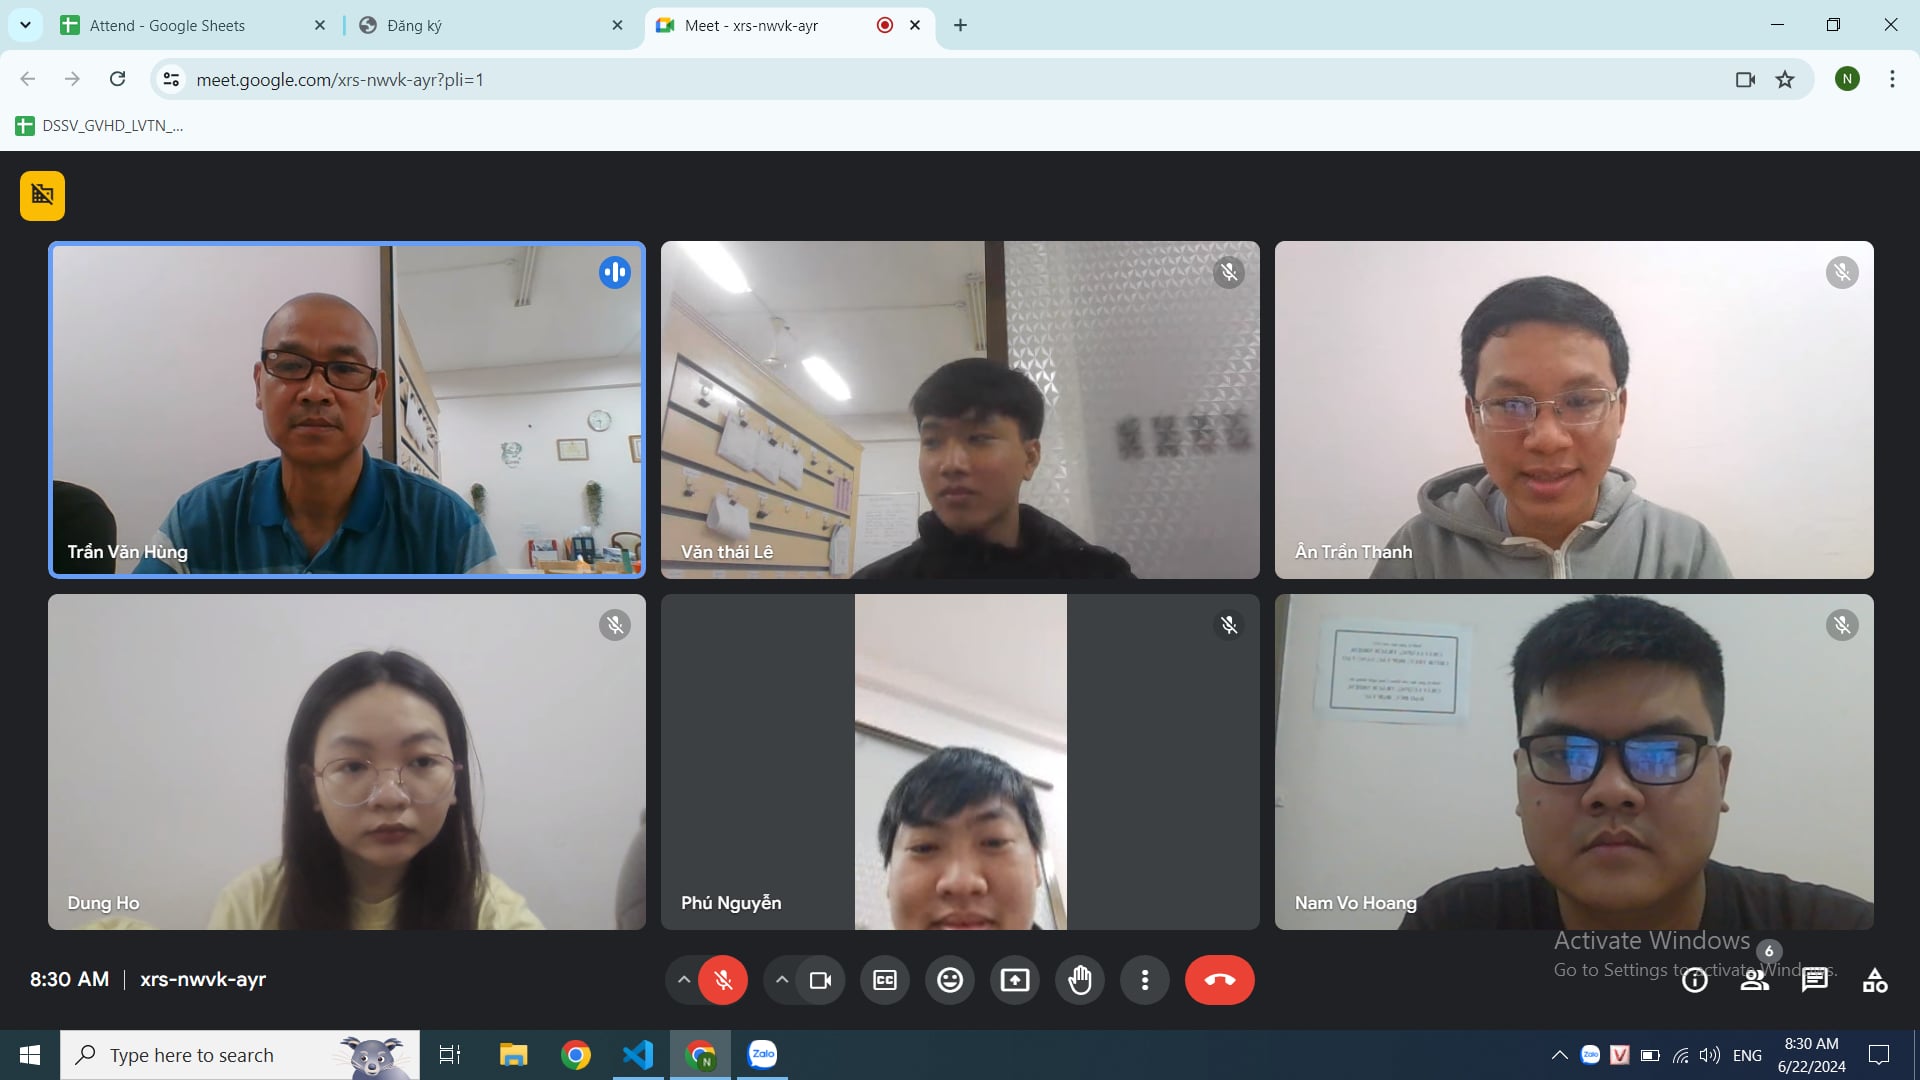 Attend - Google Sheets
Đăng ký
Meet - xrs-nwvk-ayr
meet.google.com/xrs-nwvk-ayr?pli=1
N
DSSV_GVHD_LVTN_...
Trần Văn Hùng
Văn thái Lê
Ân Trần Thanh
Dung Ho
Phú Nguyễn
Nam Vo Hoang
Activate Windows
Go to Settings to activate Windows.
6
8:30 AM | xrs-nwvk-ayr
CC
Type here to search
N
Zalo
Zalo
V
ENG
8:30 AM
6/22/2024